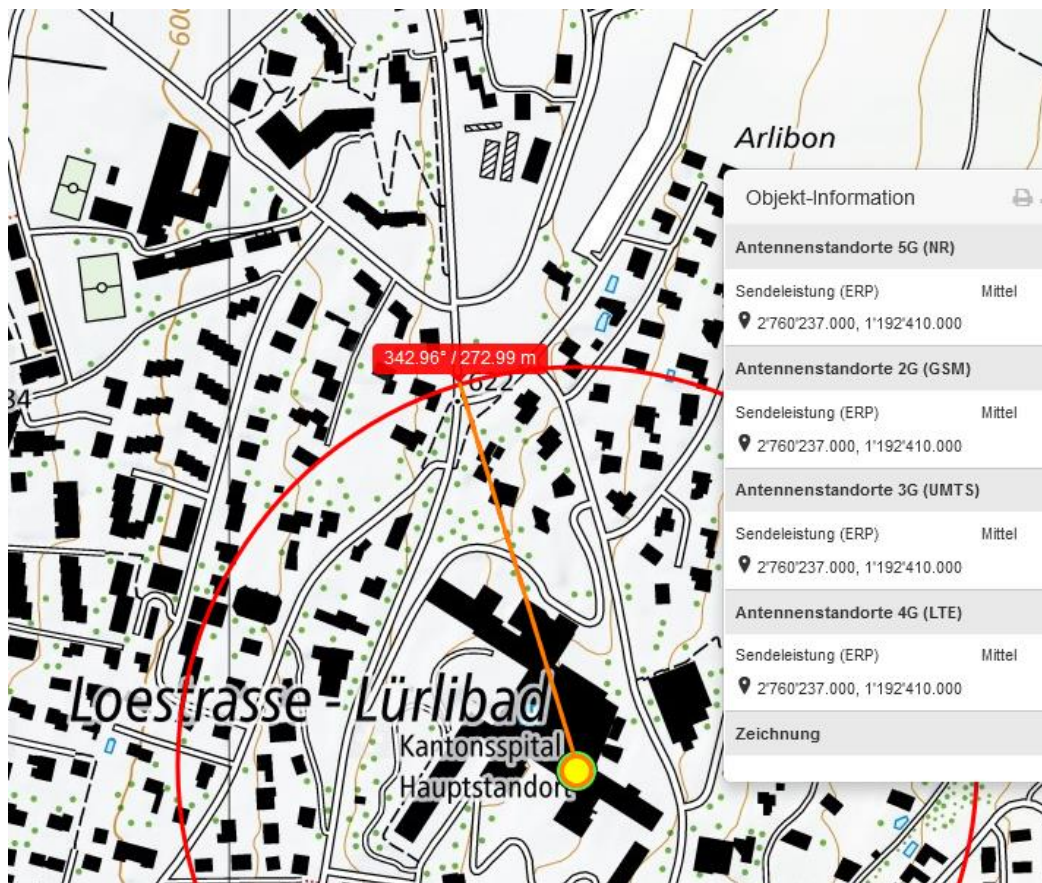 600
Arlibon
342.96° / 272.99 m
622
34
Loestrasse - Lürlibad
Kantonsspital
Hauptstandort
Objekt-Information
Antennenstandorte 5G (NR)
Sendeleistung (ERP) Mittel
2'760'237.000, 1'192'410.000
Antennenstandorte 2G (GSM)
Sendeleistung (ERP) Mittel
2'760'237.000, 1'192'410.000
Antennenstandorte 3G (UMTS)
Sendeleistung (ERP) Mittel
2'760'237.000, 1'192'410.000
Antennenstandorte 4G (LTE)
Sendeleistung (ERP) Mittel
2'760'237.000, 1'192'410.000
Zeichnung